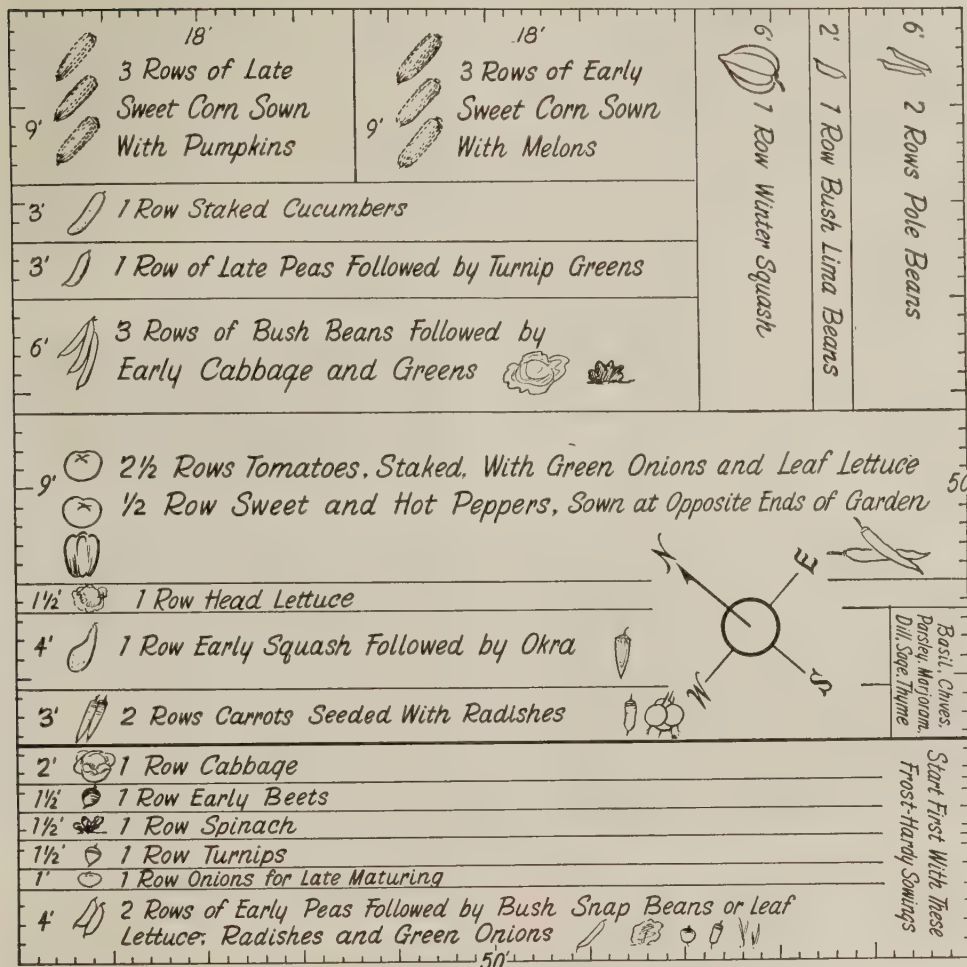 18'
9'
3 Rows of Late
Sweet Corn Sown
With Pumpkins
18'
9'
3 Rows of Early
Sweet Corn Sown
With Melons
6'
1 Row Winter Squash
2'
1 Row Bush Lima Beans
6'
2 Rows Pole Beans
3'
1 Row Staked Cucumbers
3'
1 Row of Late Peas Followed by Turnip Greens
6'
3 Rows of Bush Beans Followed by
Early Cabbage and Greens
9'
2½ Rows Tomatoes, Staked, With Green Onions and Leaf Lettuce
½ Row Sweet and Hot Peppers, Sown at Opposite Ends of Garden
50
N
E
S
W
1½'
1 Row Head Lettuce
4'
1 Row Early Squash Followed by Okra
Basil, Chives,
Parsley, Marjoram,
Dill, Sage, Thyme
3'
2 Rows Carrots Seeded With Radishes
2'
1 Row Cabbage
1½'
1 Row Early Beets
1½'
1 Row Spinach
1½'
1 Row Turnips
1'
1 Row Onions for Late Maturing
4'
2 Rows of Early Peas Followed by Bush Snap Beans or Leaf
Lettuce, Radishes and Green Onions
Start First With These
Frost-Hardy Sowings
50'